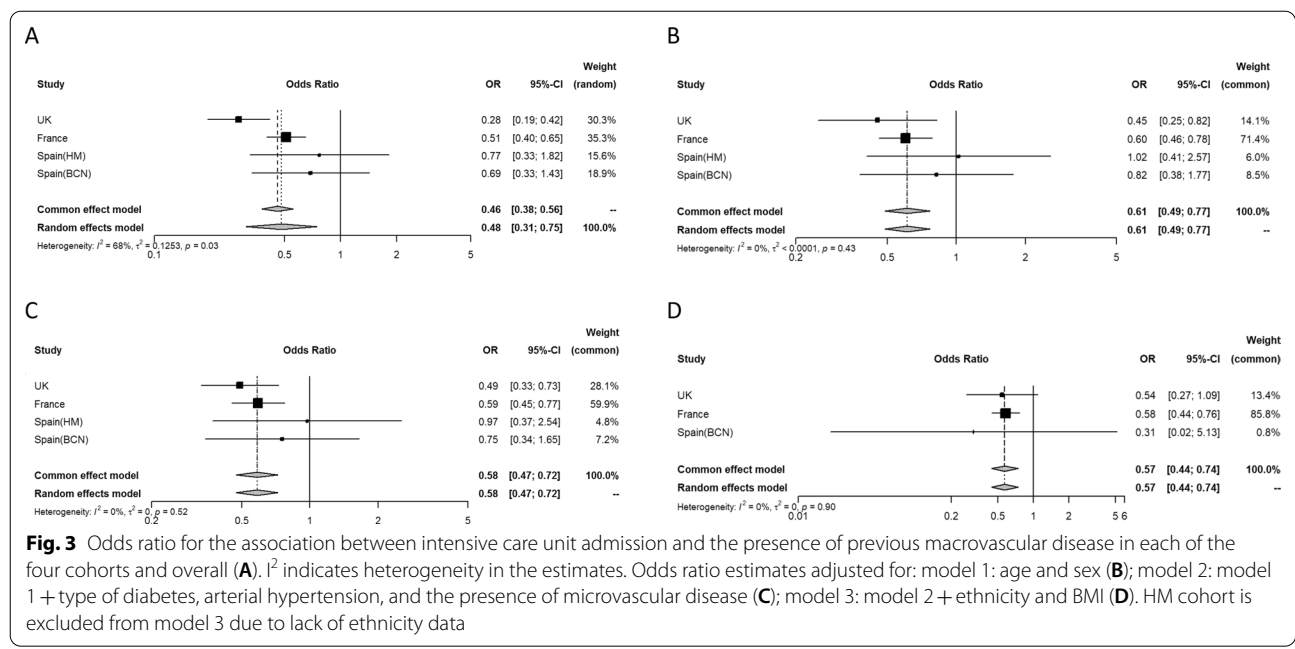 A
Weight
Study Odds Ratio OR 95%-CI (random)
UK 0.28 [0.19; 0.42] 30.3%
France 0.51 [0.40; 0.65] 35.3%
Spain(HM) 0.77 [0.33; 1.82] 15.6%
Spain(BCN) 0.69 [0.33; 1.43] 18.9%
Common effect model 0.46 [0.38; 0.56] --
Random effects model 0.48 [0.31; 0.75] 100.0%
Heterogeneity: I² = 68%, τ² = 0.1253, p = 0.03
0.1 0.5 1 2 5
B
Weight
Study Odds Ratio OR 95%-CI (common)
UK 0.45 [0.25; 0.82] 14.1%
France 0.60 [0.46; 0.78] 71.4%
Spain(HM) 1.02 [0.41; 2.57] 6.0%
Spain(BCN) 0.82 [0.38; 1.77] 8.5%
Common effect model 0.61 [0.49; 0.77] 100.0%
Random effects model 0.61 [0.49; 0.77] --
Heterogeneity: I² = 0%, τ² < 0.0001, p = 0.43
0.2 0.5 1 2 5
C
Weight
Study Odds Ratio OR 95%-CI (common)
UK 0.49 [0.33; 0.73] 28.1%
France 0.59 [0.45; 0.77] 59.9%
Spain(HM) 0.97 [0.37; 2.54] 4.8%
Spain(BCN) 0.75 [0.34; 1.65] 7.2%
Common effect model 0.58 [0.47; 0.72] 100.0%
Random effects model 0.58 [0.47; 0.72] --
Heterogeneity: I² = 0%, τ² = 0, p = 0.52
0.2 0.5 1 2 5
D
Weight
Study Odds Ratio OR 95%-CI (common)
UK 0.54 [0.27; 1.09] 13.4%
France 0.58 [0.44; 0.76] 85.8%
Spain(BCN) 0.31 [0.02; 5.13] 0.8%
Common effect model 0.57 [0.44; 0.74] 100.0%
Random effects model 0.57 [0.44; 0.74] --
Heterogeneity: I² = 0%, τ² = 0, p = 0.90
0.01 0.2 0.5 1 2 5 6
Fig. 3 Odds ratio for the association between intensive care unit admission and the presence of previous macrovascular disease in each of the
four cohorts and overall (A). I² indicates heterogeneity in the estimates. Odds ratio estimates adjusted for: model 1: age and sex (B); model 2: model
1 + type of diabetes, arterial hypertension, and the presence of microvascular disease (C); model 3: model 2 + ethnicity and BMI (D). HM cohort is
excluded from model 3 due to lack of ethnicity data